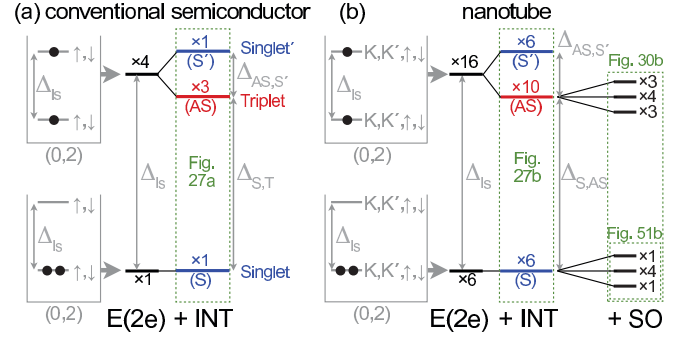 (a) conventional semiconductor
×4
×1
(S′)
Singlet′
↑,↓
Δls
↑,↓
(0,2)
×3
(AS)
Triplet
ΔAS,S′
Fig.
27a
Δls
ΔS,T
↑,↓
Δls
↑,↓
(0,2)
×1
×1
(S)
Singlet
E(2e) + INT
(b) nanotube
×16
×6
(S′)
ΔAS,S′
Fig. 30b
K,K′,↑,↓
Δls
K,K′,↑,↓
(0,2)
×10
(AS)
×3
×4
×3
Fig.
27b
Δls
ΔS,AS
K,K′,↑,↓
Δls
K,K′,↑,↓
(0,2)
×6
×6
(S)
Fig. 51b
×1
×4
×1
E(2e) + INT + SO